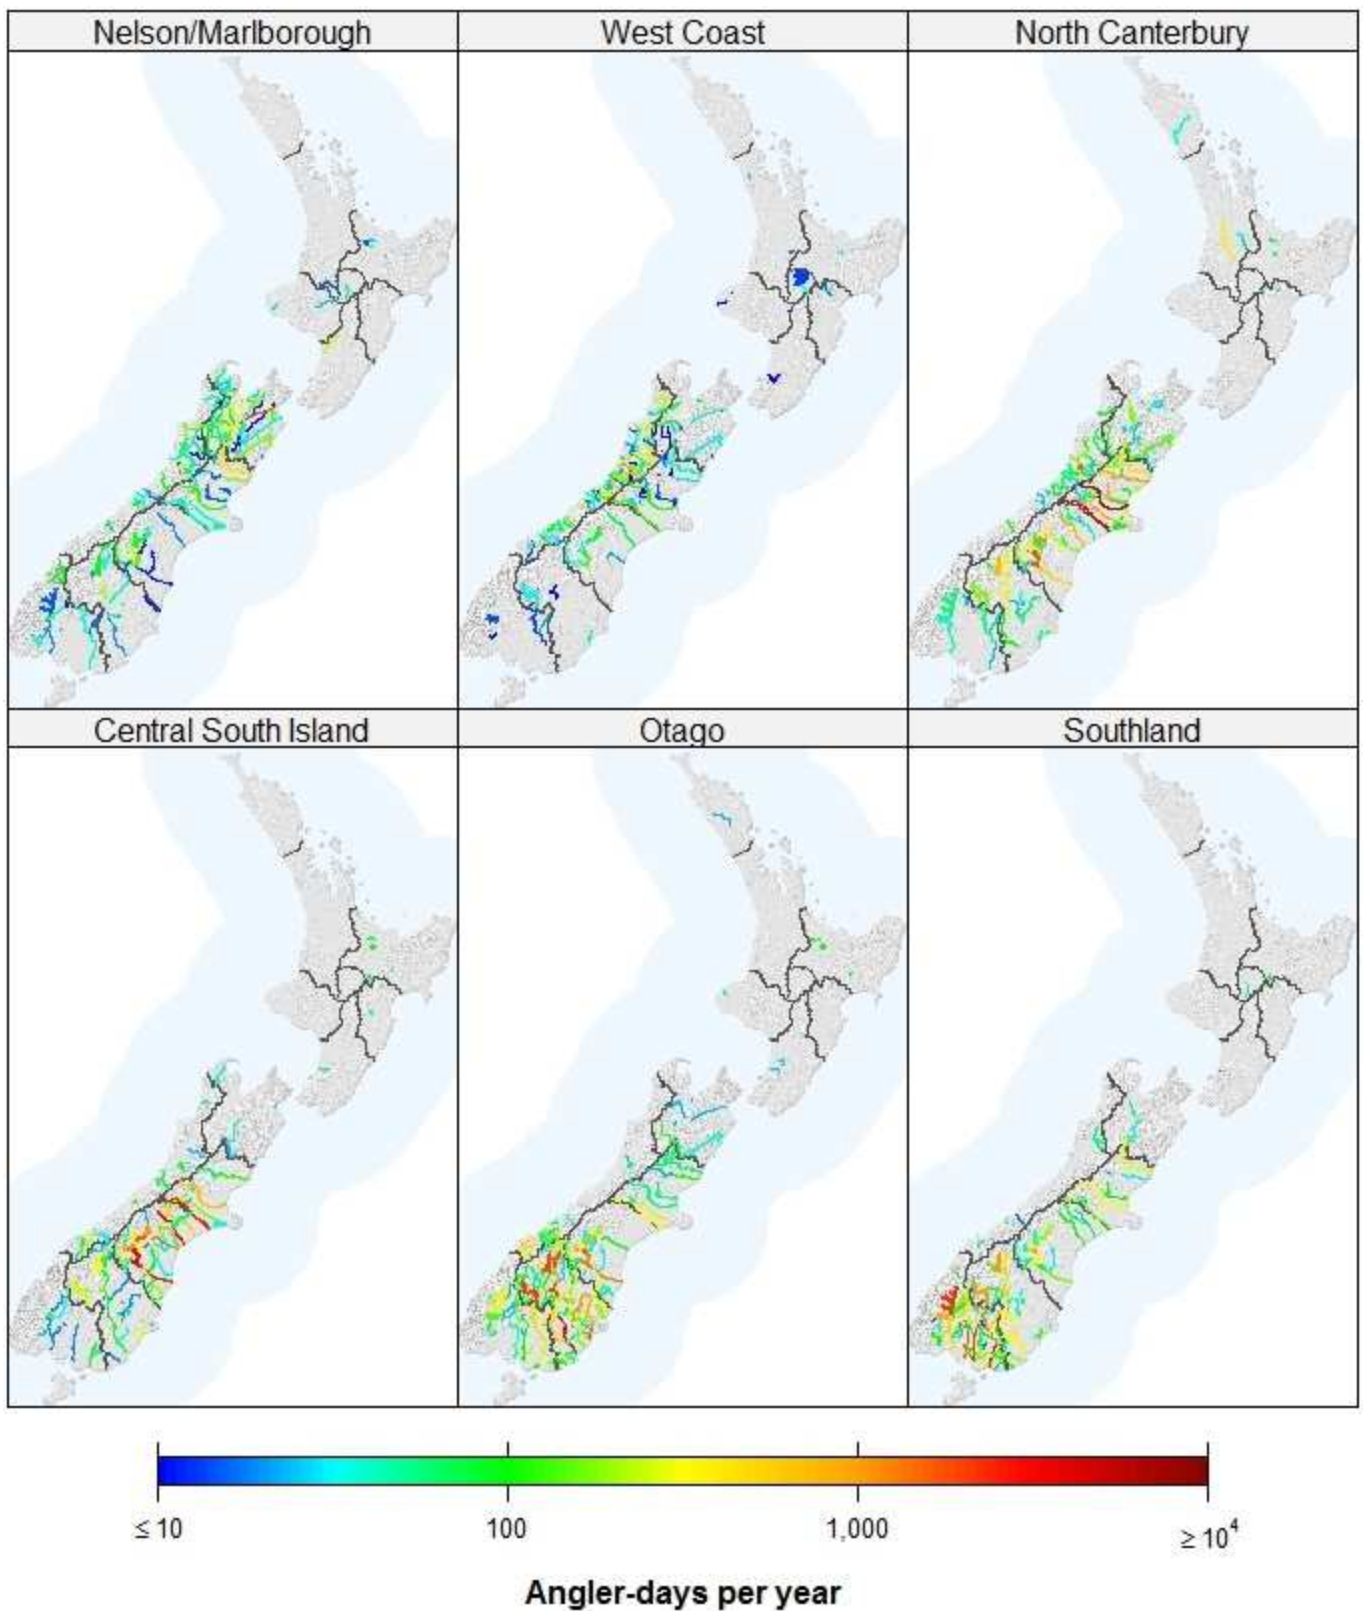 Nelson/Marlborough
West Coast
North Canterbury
Central South Island
Otago
Southland
≤ 10
100
1,000
≥ 10⁴
Angler-days per year